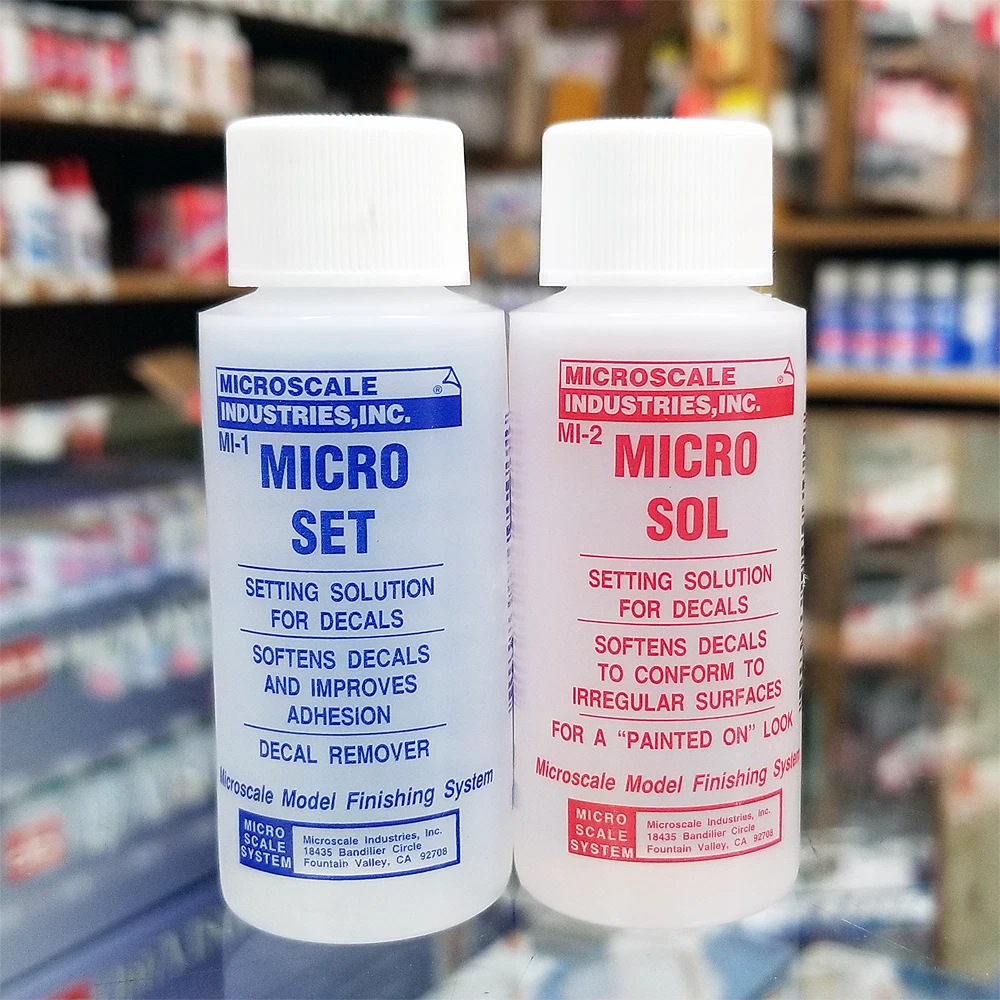 MICROSCALE
INDUSTRIES,INC.
®
MI-1
MICRO
SET
SETTING SOLUTION
FOR DECALS
SOFTENS DECALS
AND IMPROVES
ADHESION
DECAL REMOVER
Microscale Model Finishing System
MICRO
SCALE
SYSTEM
Microscale Industries, Inc.
18435 Bandilier Circle
Fountain Valley, CA 92708
MICROSCALE
INDUSTRIES,INC.
®
MI-2
MICRO
SOL
SETTING SOLUTION
FOR DECALS
SOFTENS DECALS
TO CONFORM TO
IRREGULAR SURFACES
FOR A “PAINTED ON” LOOK
Microscale Model Finishing System
MICRO
SCALE
SYSTEM
Microscale Industries, Inc.
18435 Bandilier Circle
Fountain Valley, CA 92708